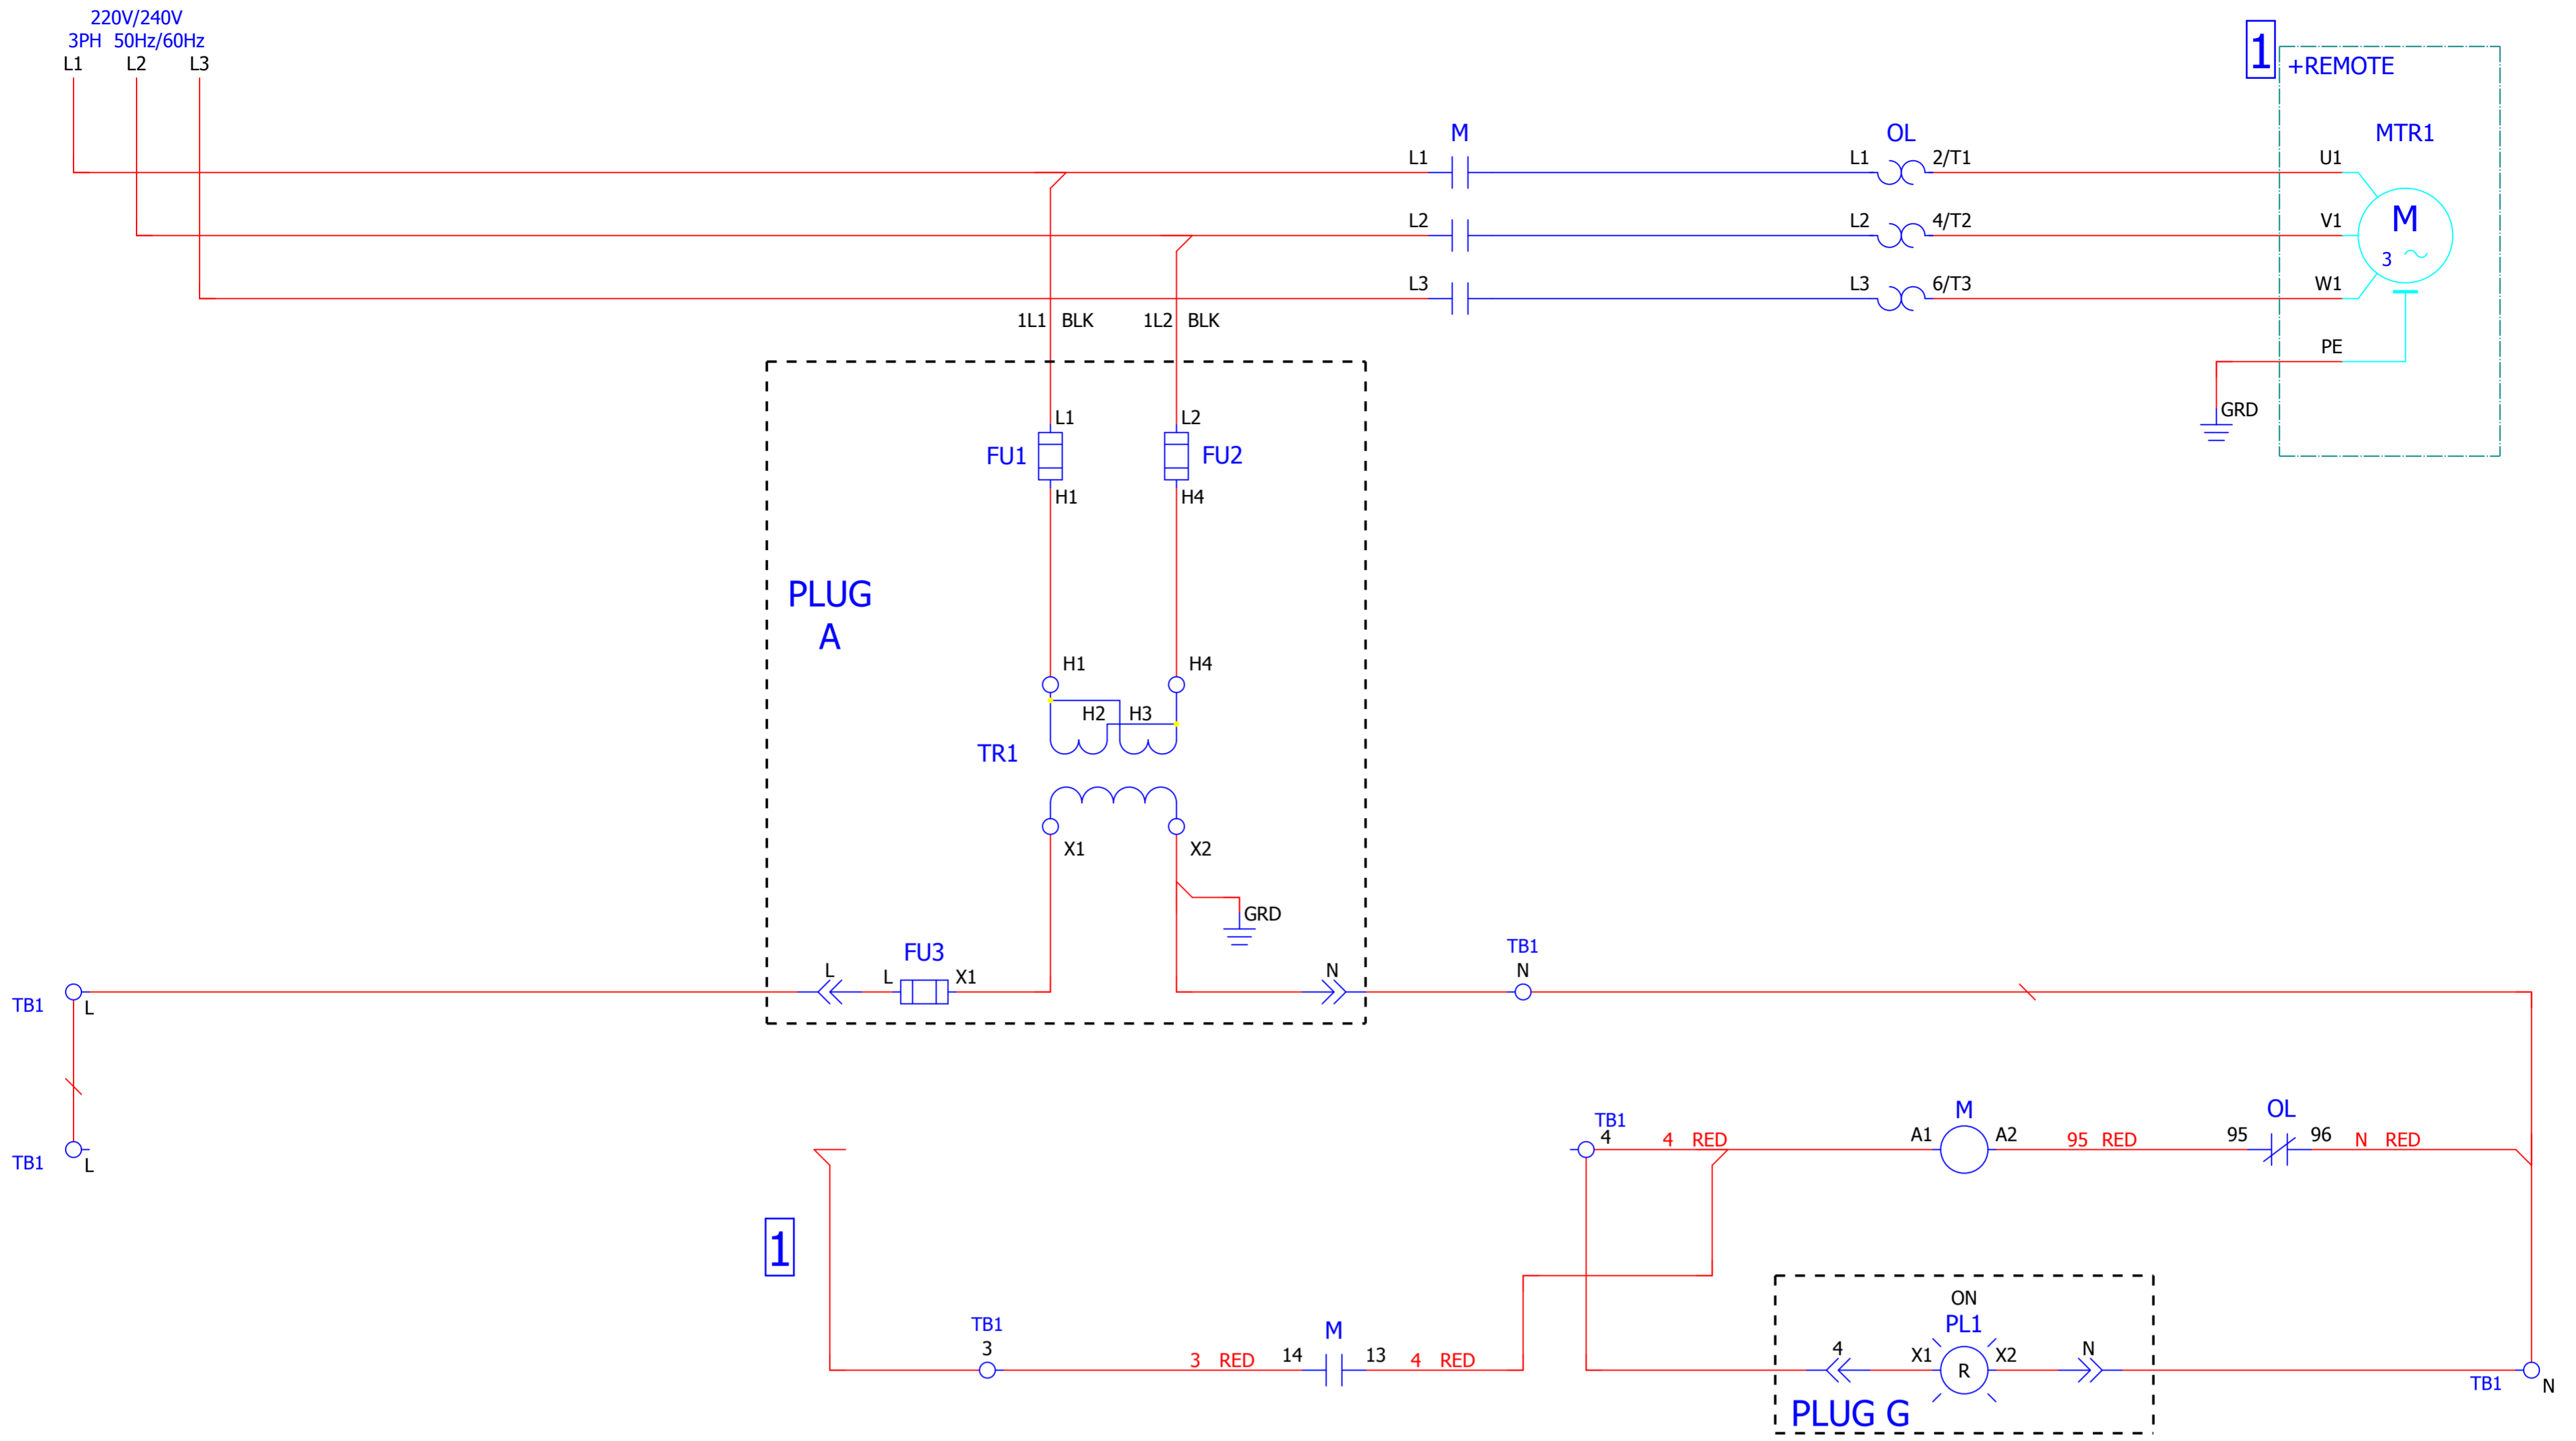 220V/240V
3PH 50Hz/60Hz
L1 L2 L3
1
+REMOTE
M OL MTR1
L1 L1 2/T1 U1
L2 L2 4/T2 V1
M
3
L3 L3 6/T3 W1
1L1 BLK 1L2 BLK
PE
GRD
L1 L2
FU1 FU2
H1 H4
PLUG
A
H1 H4
H2 H3
TR1
X1 X2
GRD
FU3
L L X1 N
TB1
N
TB1 L
TB1 L
TB1
4
4 RED
M
A1 A2
95 RED
OL
95 96
N RED
1
TB1
3
3 RED
M
14 13
4 RED
ON
PL1
4 X1 R X2 N
PLUG G
TB1 N